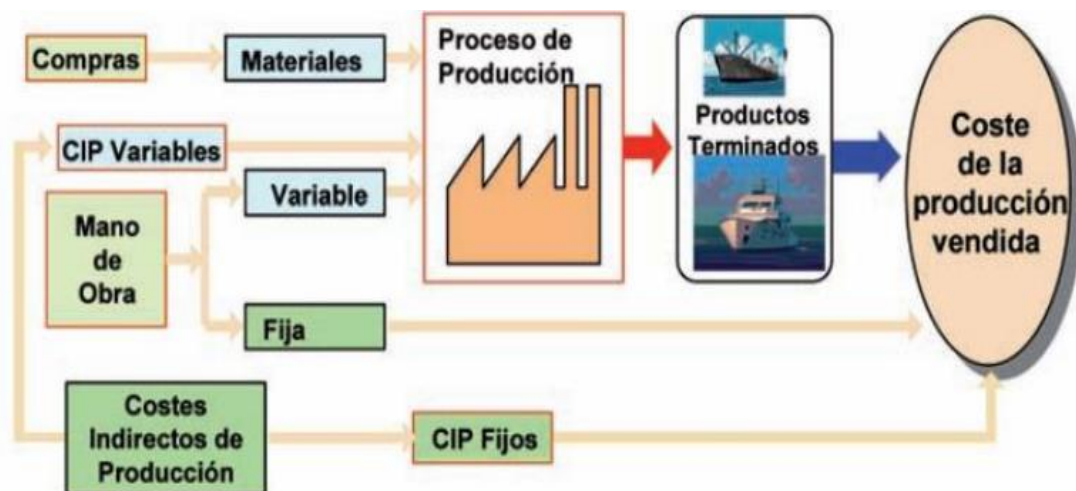 Compras
Materiales
Proceso de
Producción
Productos
Terminados
Coste
de la
producción
vendida
CIP Variables
Variable
Mano
de
Obra
Fija
Costes
Indirectos de
Producción
CIP Fijos